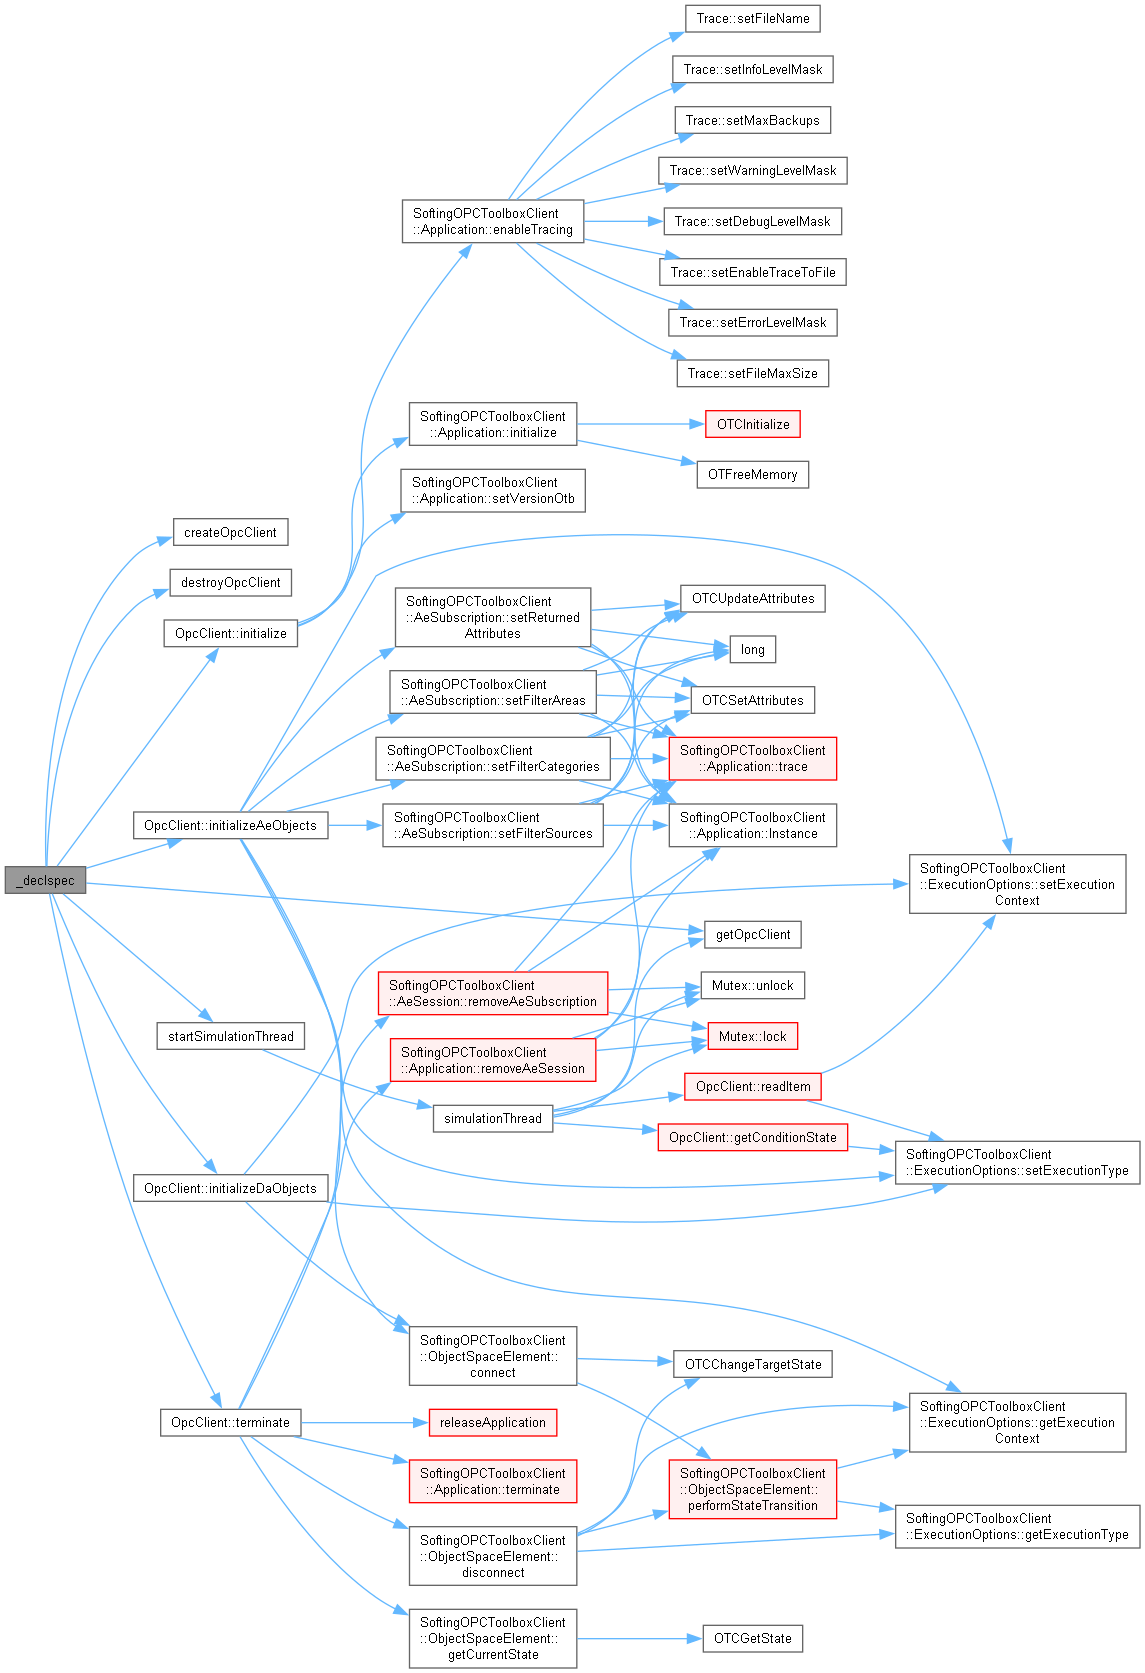 Trace::setFileName
Trace::setInfoLevelMask
Trace::setMaxBackups
Trace::setWarningLevelMask
SoftingOPCToolboxClient
::Application::enableTracing
Trace::setDebugLevelMask
Trace::setEnableTraceToFile
Trace::setErrorLevelMask
Trace::setFileMaxSize
SoftingOPCToolboxClient
::Application::initialize
OTCInitialize
OTFreeMemory
SoftingOPCToolboxClient
::Application::setVersionOtb
createOpcClient
destroyOpcClient
OpcClient::initialize
SoftingOPCToolboxClient
::AeSubscription::setReturned
Attributes
OTCUpdateAttributes
long
SoftingOPCToolboxClient
::AeSubscription::setFilterAreas
OTCSetAttributes
SoftingOPCToolboxClient
::AeSubscription::setFilterCategories
SoftingOPCToolboxClient
::Application::trace
OpcClient::initializeAeObjects
SoftingOPCToolboxClient
::AeSubscription::setFilterSources
SoftingOPCToolboxClient
::Application::Instance
_declspec
SoftingOPCToolboxClient
::ExecutionOptions::setExecution
Context
getOpcClient
SoftingOPCToolboxClient
::AeSession::removeAeSubscription
Mutex::unlock
startSimulationThread
Mutex::lock
SoftingOPCToolboxClient
::Application::removeAeSession
OpcClient::readItem
simulationThread
OpcClient::getConditionState
SoftingOPCToolboxClient
::ExecutionOptions::setExecutionType
OpcClient::initializeDaObjects
SoftingOPCToolboxClient
::ObjectSpaceElement::
connect
OTCChangeTargetState
OpcClient::terminate
releaseApplication
SoftingOPCToolboxClient
::ExecutionOptions::getExecution
Context
SoftingOPCToolboxClient
::Application::terminate
SoftingOPCToolboxClient
::ObjectSpaceElement::
performStateTransition
SoftingOPCToolboxClient
::ExecutionOptions::getExecutionType
SoftingOPCToolboxClient
::ObjectSpaceElement::
disconnect
SoftingOPCToolboxClient
::ObjectSpaceElement::
getCurrentState
OTCGetState